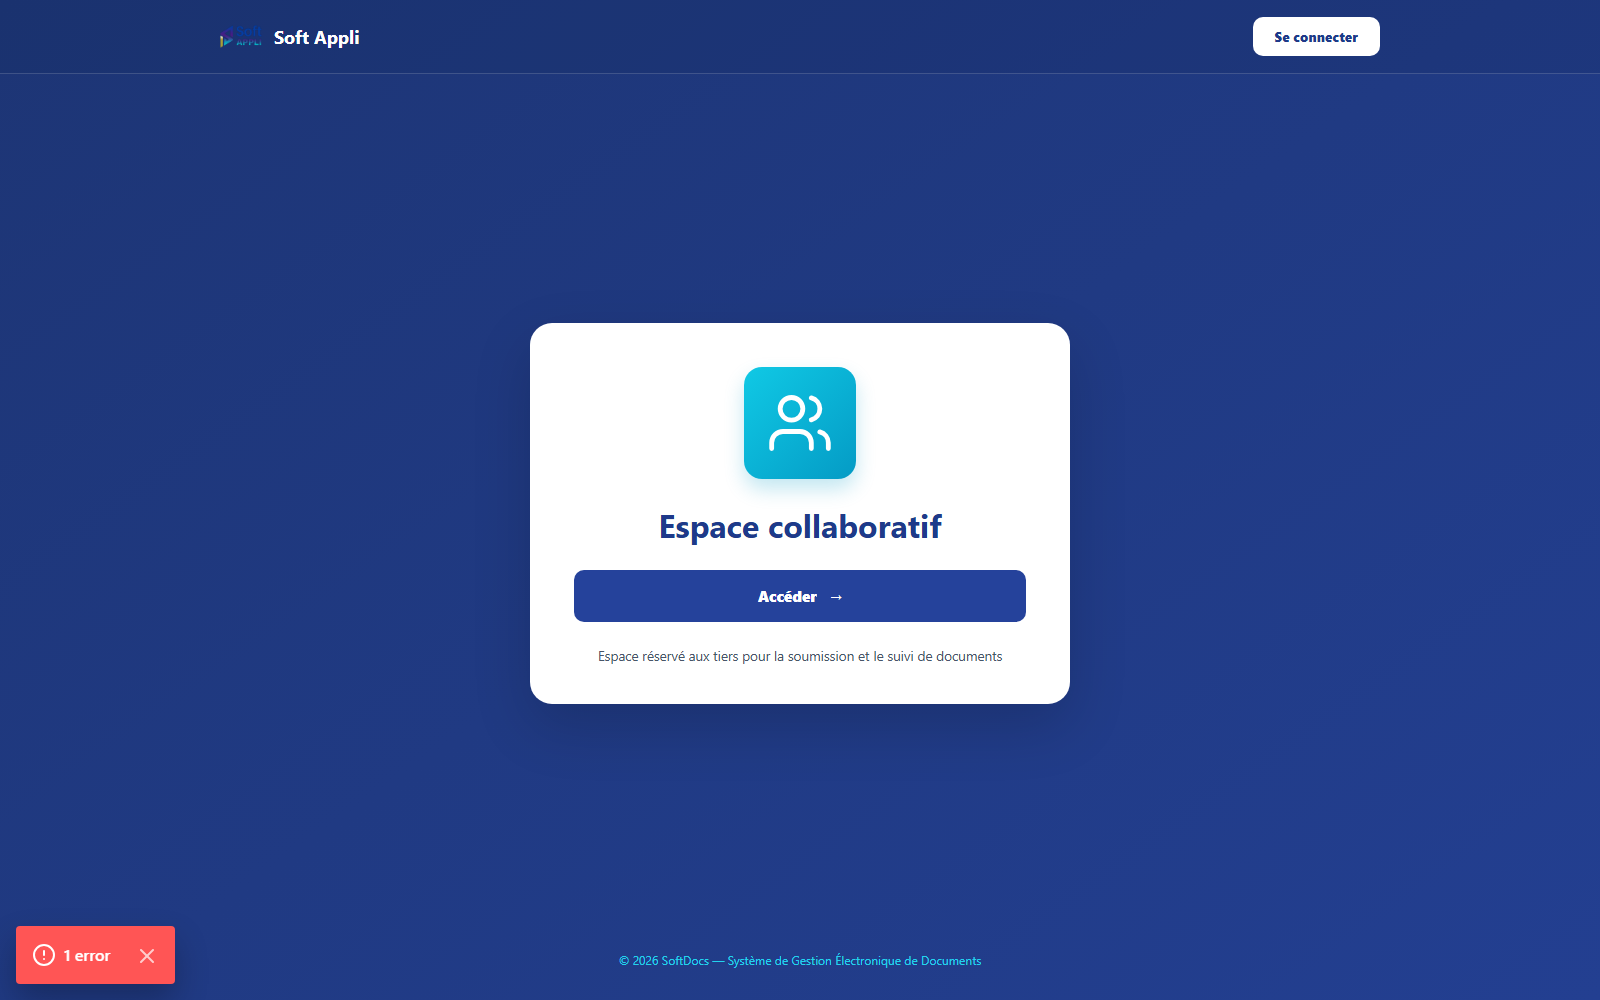 APPLI
Soft Appli
Se connecter
Espace collaboratif
Accéder →
Espace réservé aux tiers pour la soumission et le suivi de documents
1 error
© 2026 SoftDocs — Système de Gestion Électronique de Documents